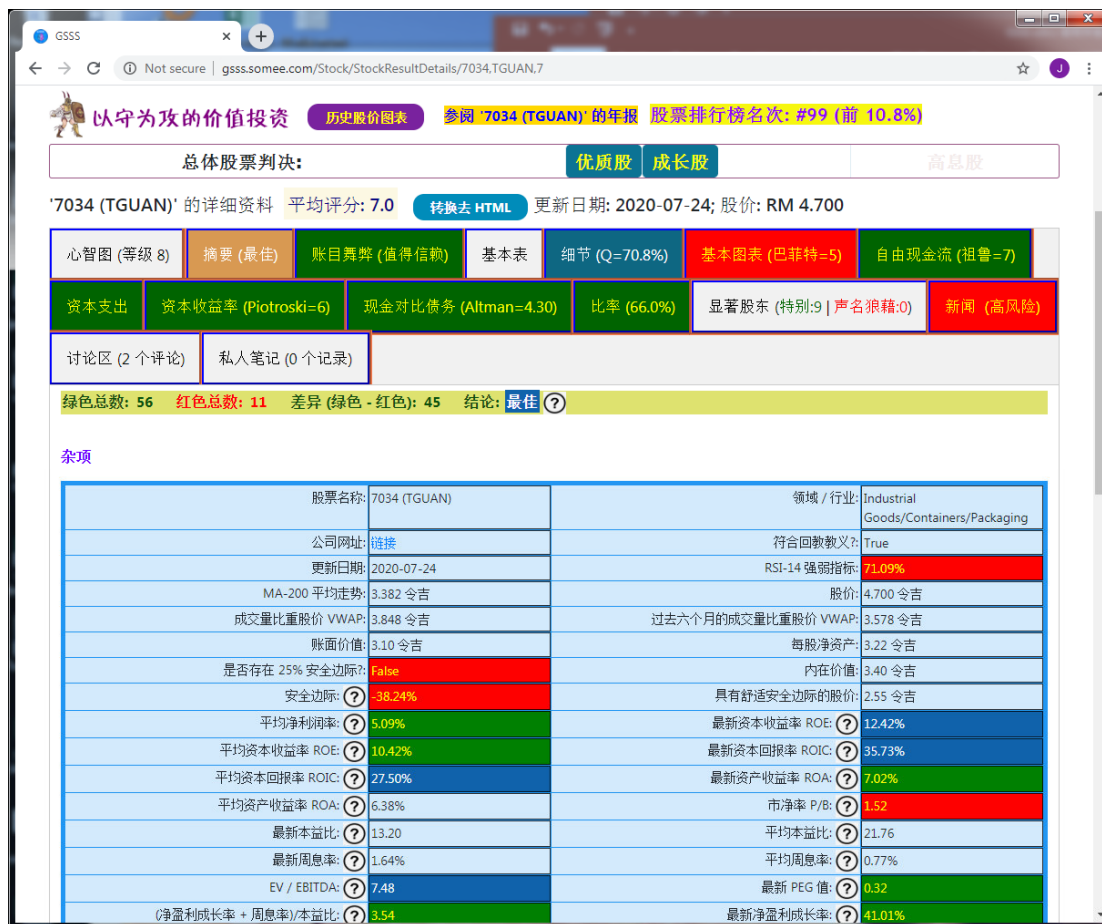 GSSS
Not secure | gsss.somee.com/Stock/StockResultDetails/7034,TGUAN,7
J
以守为攻的价值投资 历史股价图表 参阅 '7034 (TGUAN)' 的年报 股票排行榜名次: #99 (前 10.8%)
总体股票判决: 优质股 成长股 高息股
'7034 (TGUAN)' 的详细资料 平均评分: 7.0 转换去 HTML 更新日期: 2020-07-24; 股价: RM 4.700
心智图 (等级 8) 摘要 (最佳) 账目舞弊 (值得信赖) 基本表 细节 (Q=70.8%) 基本图表 (巴菲特=5) 自由现金流 (祖鲁=7)
资本支出 资本收益率 (Piotroski=6) 现金对比债务 (Altman=4.30) 比率 (66.0%) 显著股东 (特别:9 | 声名狼藉:0) 新闻 (高风险)
讨论区 (2 个评论) 私人笔记 (0 个记录)
绿色总数: 56 红色总数: 11 差异 (绿色 - 红色): 45 结论: 最佳 ?
杂项
股票名称: 7034 (TGUAN) 领域 / 行业: Industrial
Goods/Containers/Packaging
公司网址: 链接 符合回教教义?: True
更新日期: 2020-07-24 RSI-14 强弱指标: 71.09%
MA-200 平均走势: 3.382 令吉 股价: 4.700 令吉
成交量比重股价 VWAP: 3.848 令吉 过去六个月的成交量比重股价 VWAP: 3.578 令吉
账面价值: 3.10 令吉 每股净资产: 3.22 令吉
是否存在 25% 安全边际?: False 内在价值: 3.40 令吉
安全边际: ? -38.24% 具有舒适安全边际的股价: 2.55 令吉
平均净利润率: ? 5.09% 最新资本收益率 ROE: ? 12.42%
平均资本收益率 ROE: ? 10.42% 最新资本回报率 ROIC: ? 35.73%
平均资本回报率 ROIC: ? 27.50% 最新资产收益率 ROA: ? 7.02%
平均资产收益率 ROA: ? 6.38% 市净率 P/B: ? 1.52
最新本益比: ? 13.20 平均本益比: ? 21.76
最新周息率: ? 1.64% 平均周息率: ? 0.77%
EV / EBITDA: ? 7.48 最新 PEG 值: ? 0.32
(净盈利成长率 + 周息率)/本益比: ? 3.54 最新净盈利成长率: ? 41.01%